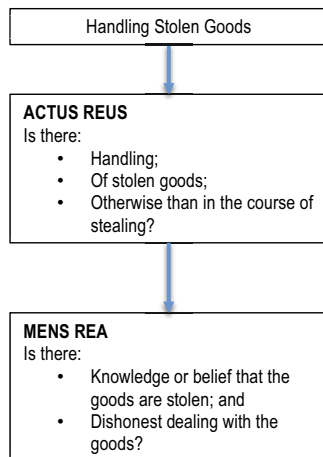 Handling Stolen Goods
ACTUS REUS
Is there:
• Handling;
• Of stolen goods;
• Otherwise than in the course of
stealing?
MENS REA
Is there:
• Knowledge or belief that the
goods are stolen; and
• Dishonest dealing with the
goods?